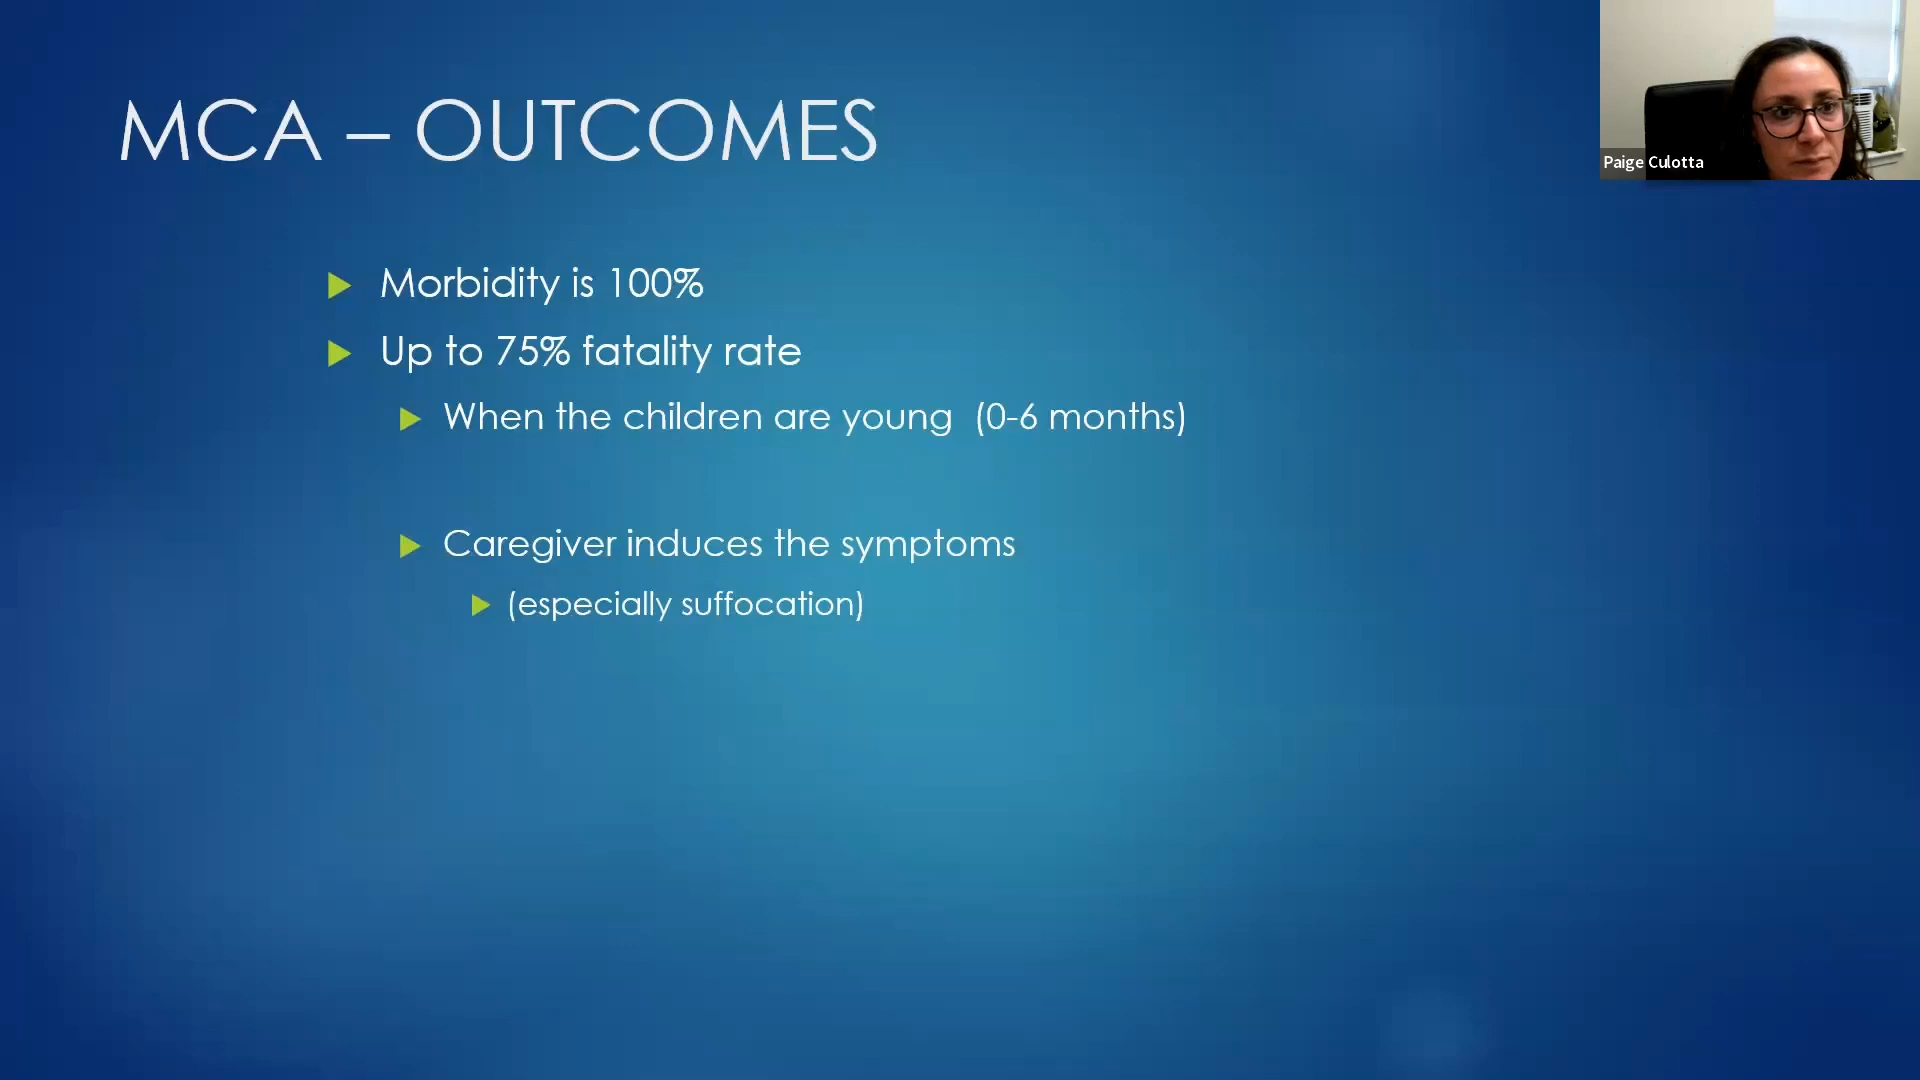 MCA – OUTCOMES
Paige Culotta
Morbidity is 100%
Up to 75% fatality rate
When the children are young (0-6 months)
Caregiver induces the symptoms
(especially suffocation)